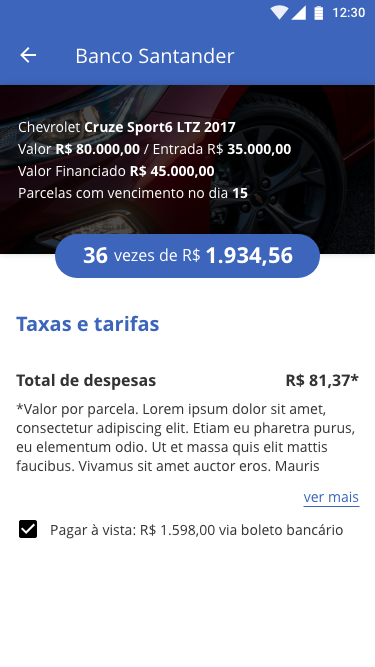 12:30
Banco Santander
Chevrolet Cruze Sport6 LTZ 2017
Valor R$ 80.000,00 / Entrada R$ 35.000,00
Valor Financiado R$ 45.000,00
Parcelas com vencimento no dia 15
36 vezes de R$ 1.934,56
Taxas e tarifas
Total de despesas R$ 81,37*
*Valor por parcela. Lorem ipsum dolor sit amet,
consectetur adipiscing elit. Etiam eu pharetra purus,
eu elementum odio. Ut et massa quis elit mattis
faucibus. Vivamus sit amet auctor eros. Mauris
ver mais
Pagar à vista: R$ 1.598,00 via boleto bancário